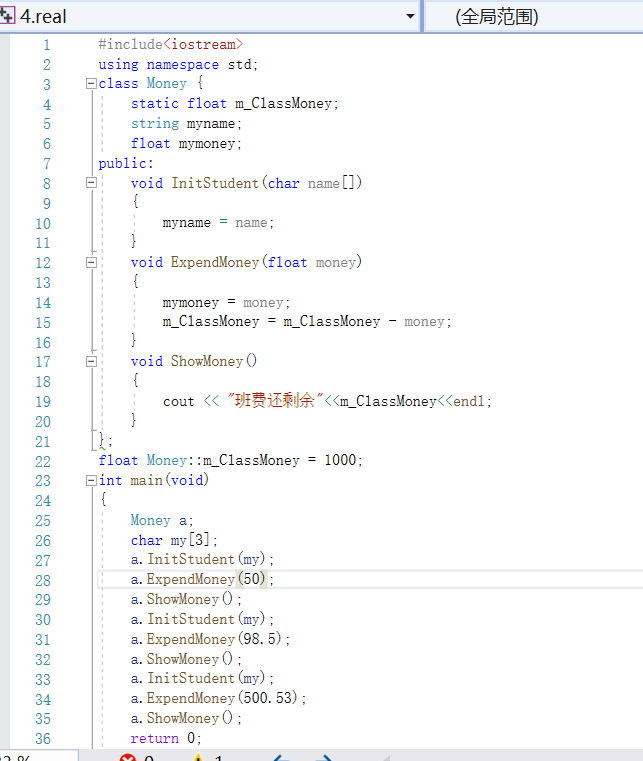 4.real (全局范围)
1 #include<iostream>
2 using namespace std;
3 class Money {
4 static float m_ClassMoney;
5 string myname;
6 float mymoney;
7 public:
8 void InitStudent(char name[])
9 {
10 myname = name;
11 }
12 void ExpendMoney(float money)
13 {
14 mymoney = money;
15 m_ClassMoney = m_ClassMoney - money;
16 }
17 void ShowMoney()
18 {
19 cout << "班费还剩余"<<m_ClassMoney<<endl;
20 }
21 };
22 float Money::m_ClassMoney = 1000;
23 int main(void)
24 {
25 Money a;
26 char my[3];
27 a.InitStudent(my);
28 a.ExpendMoney(50);
29 a.ShowMoney();
30 a.InitStudent(my);
31 a.ExpendMoney(98.5);
32 a.ShowMoney();
33 a.InitStudent(my);
34 a.ExpendMoney(500.53);
35 a.ShowMoney();
36 return 0;